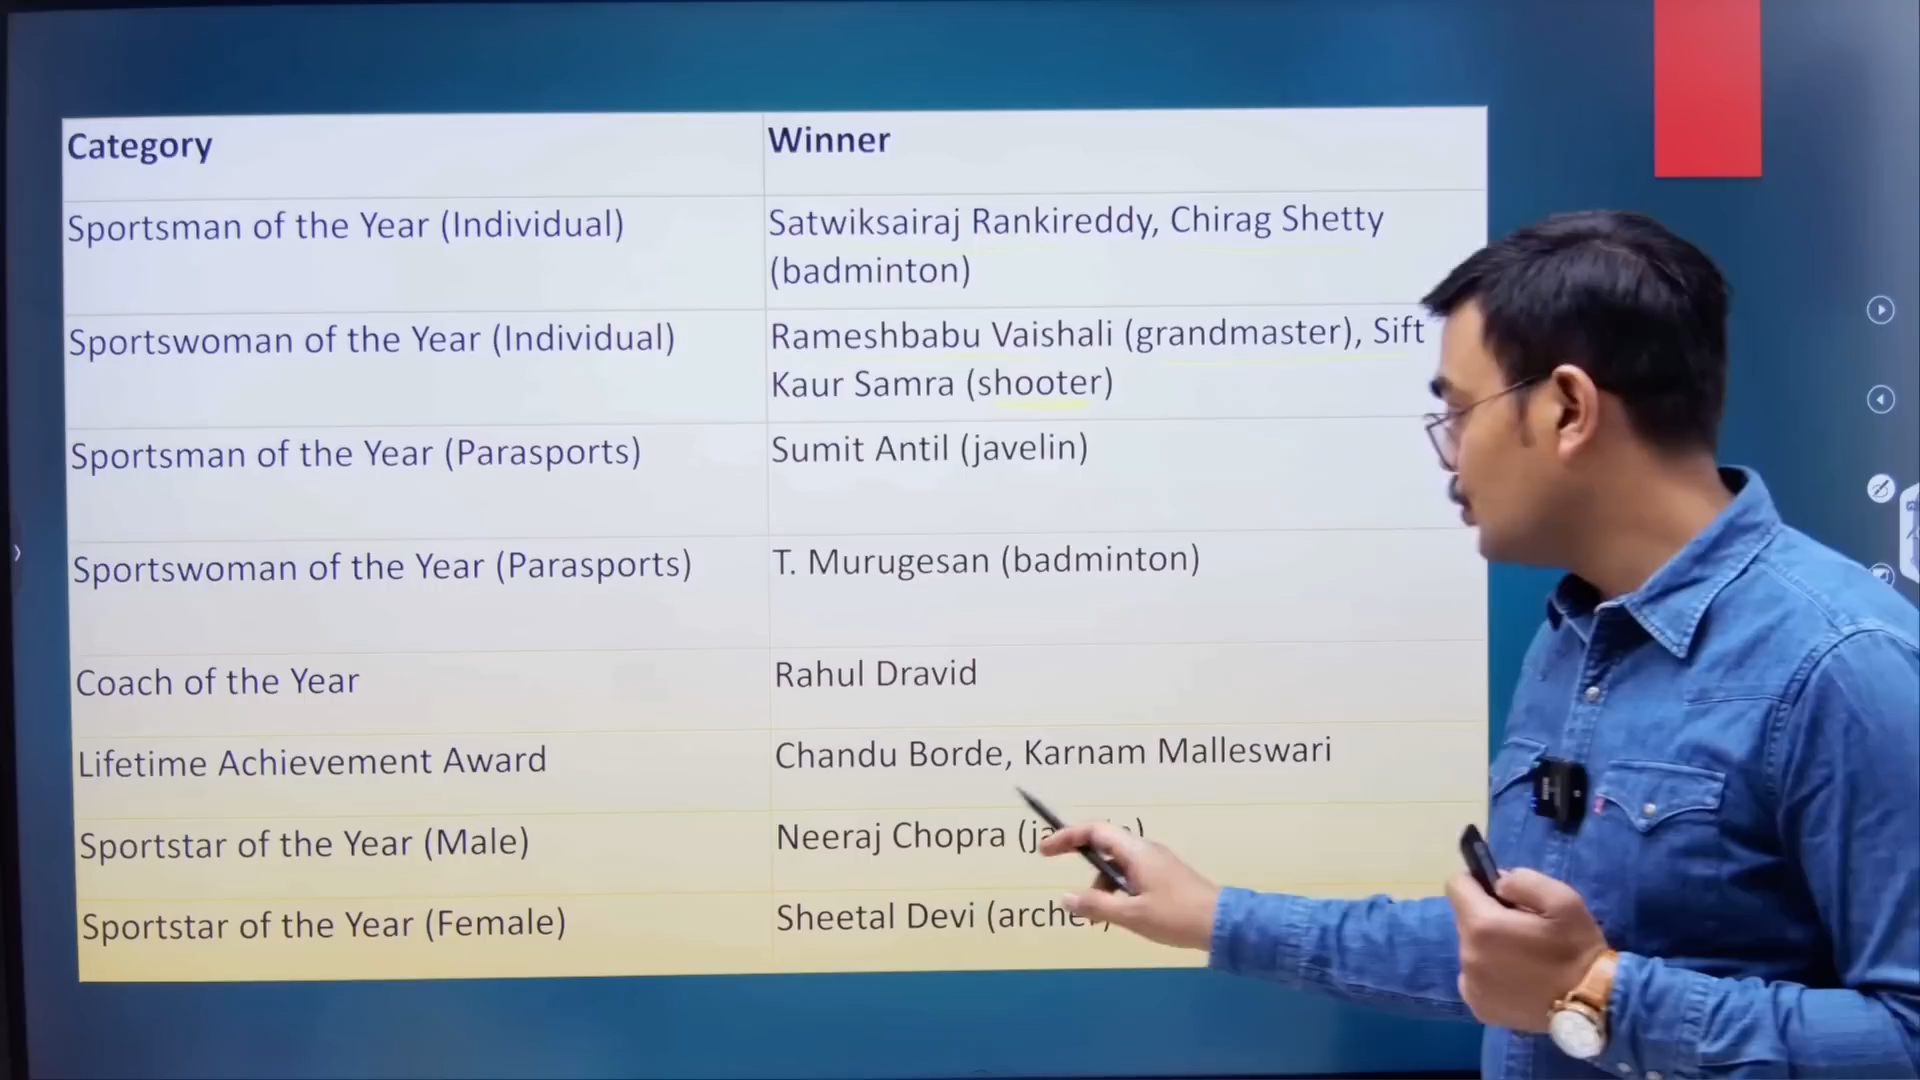 Category
Winner
Sportsman of the Year (Individual)
Satwiksairaj Rankireddy, Chirag Shetty
(badminton)
Sportswoman of the Year (Individual)
Rameshbabu Vaishali (grandmaster), Sift
Kaur Samra (shooter)
Sportsman of the Year (Parasports)
Sumit Antil (javelin)
Sportswoman of the Year (Parasports)
T. Murugesan (badminton)
Coach of the Year
Rahul Dravid
Lifetime Achievement Award
Chandu Borde, Karnam Malleswari
Sportstar of the Year (Male)
Neeraj Chopra
Sportstar of the Year (Female)
Sheetal Devi